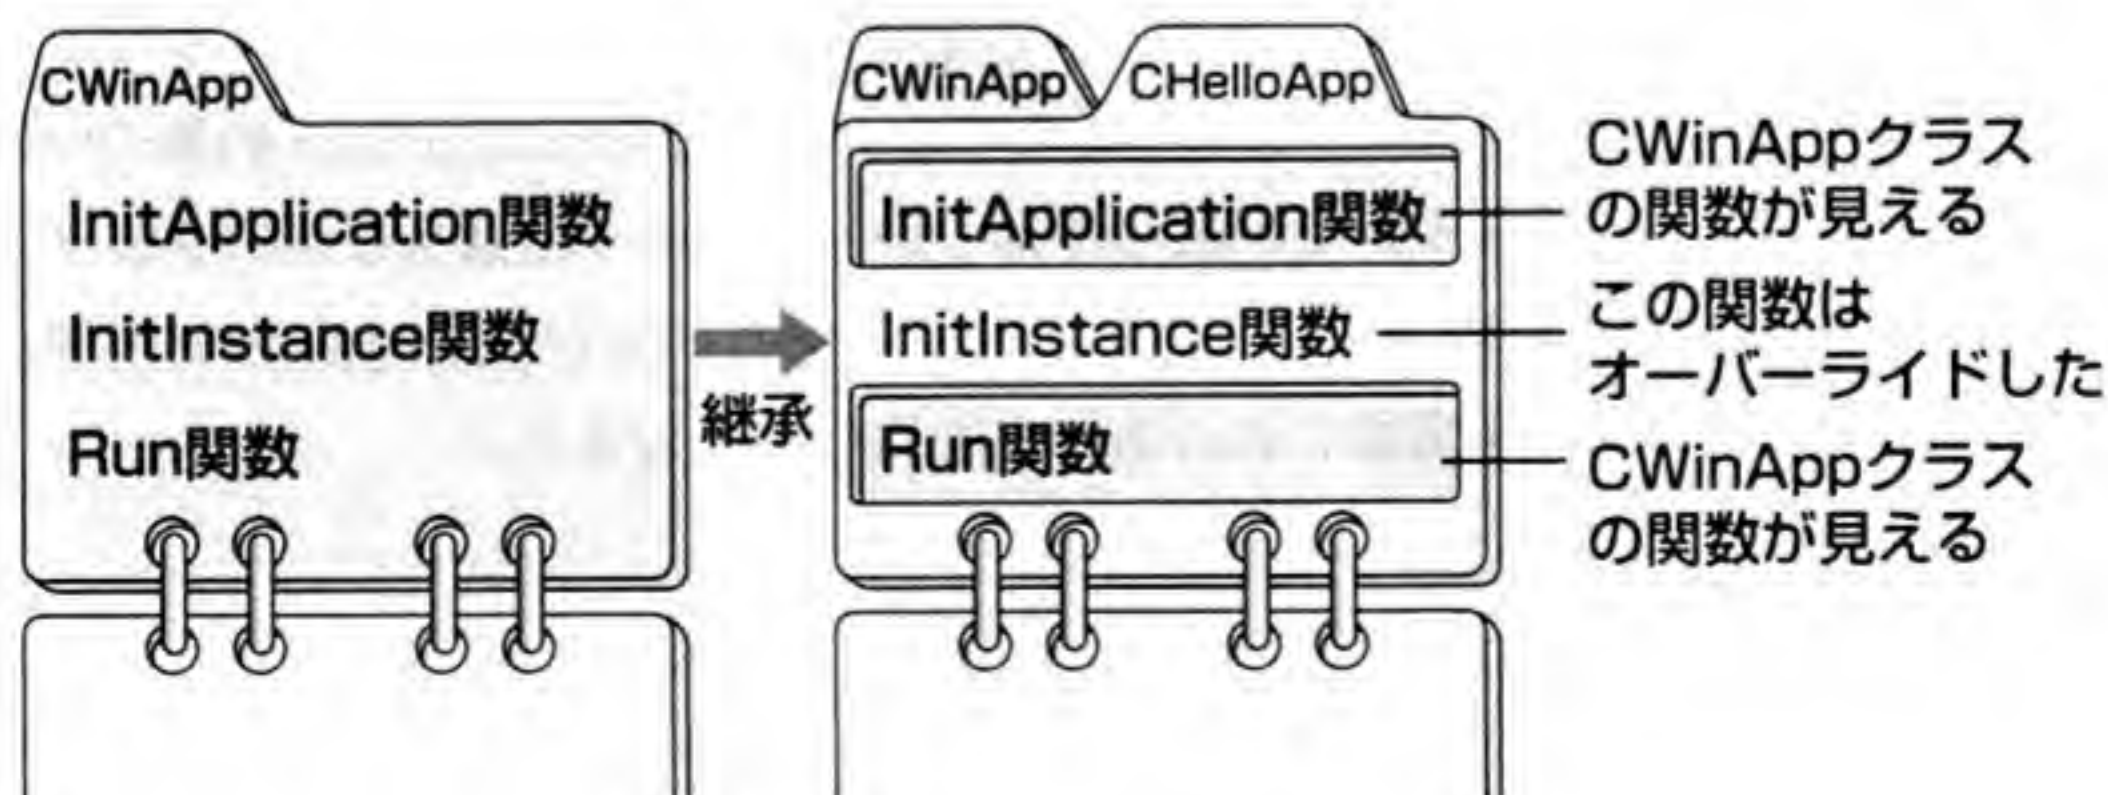 CWinApp
InitApplication関数
InitInstance関数
Run関数
継承
CWinApp
CHelloApp
InitApplication関数
InitInstance関数
Run関数
CWinAppクラス
の関数が見える
この関数は
オーバーライドした
CWinAppクラス
の関数が見える